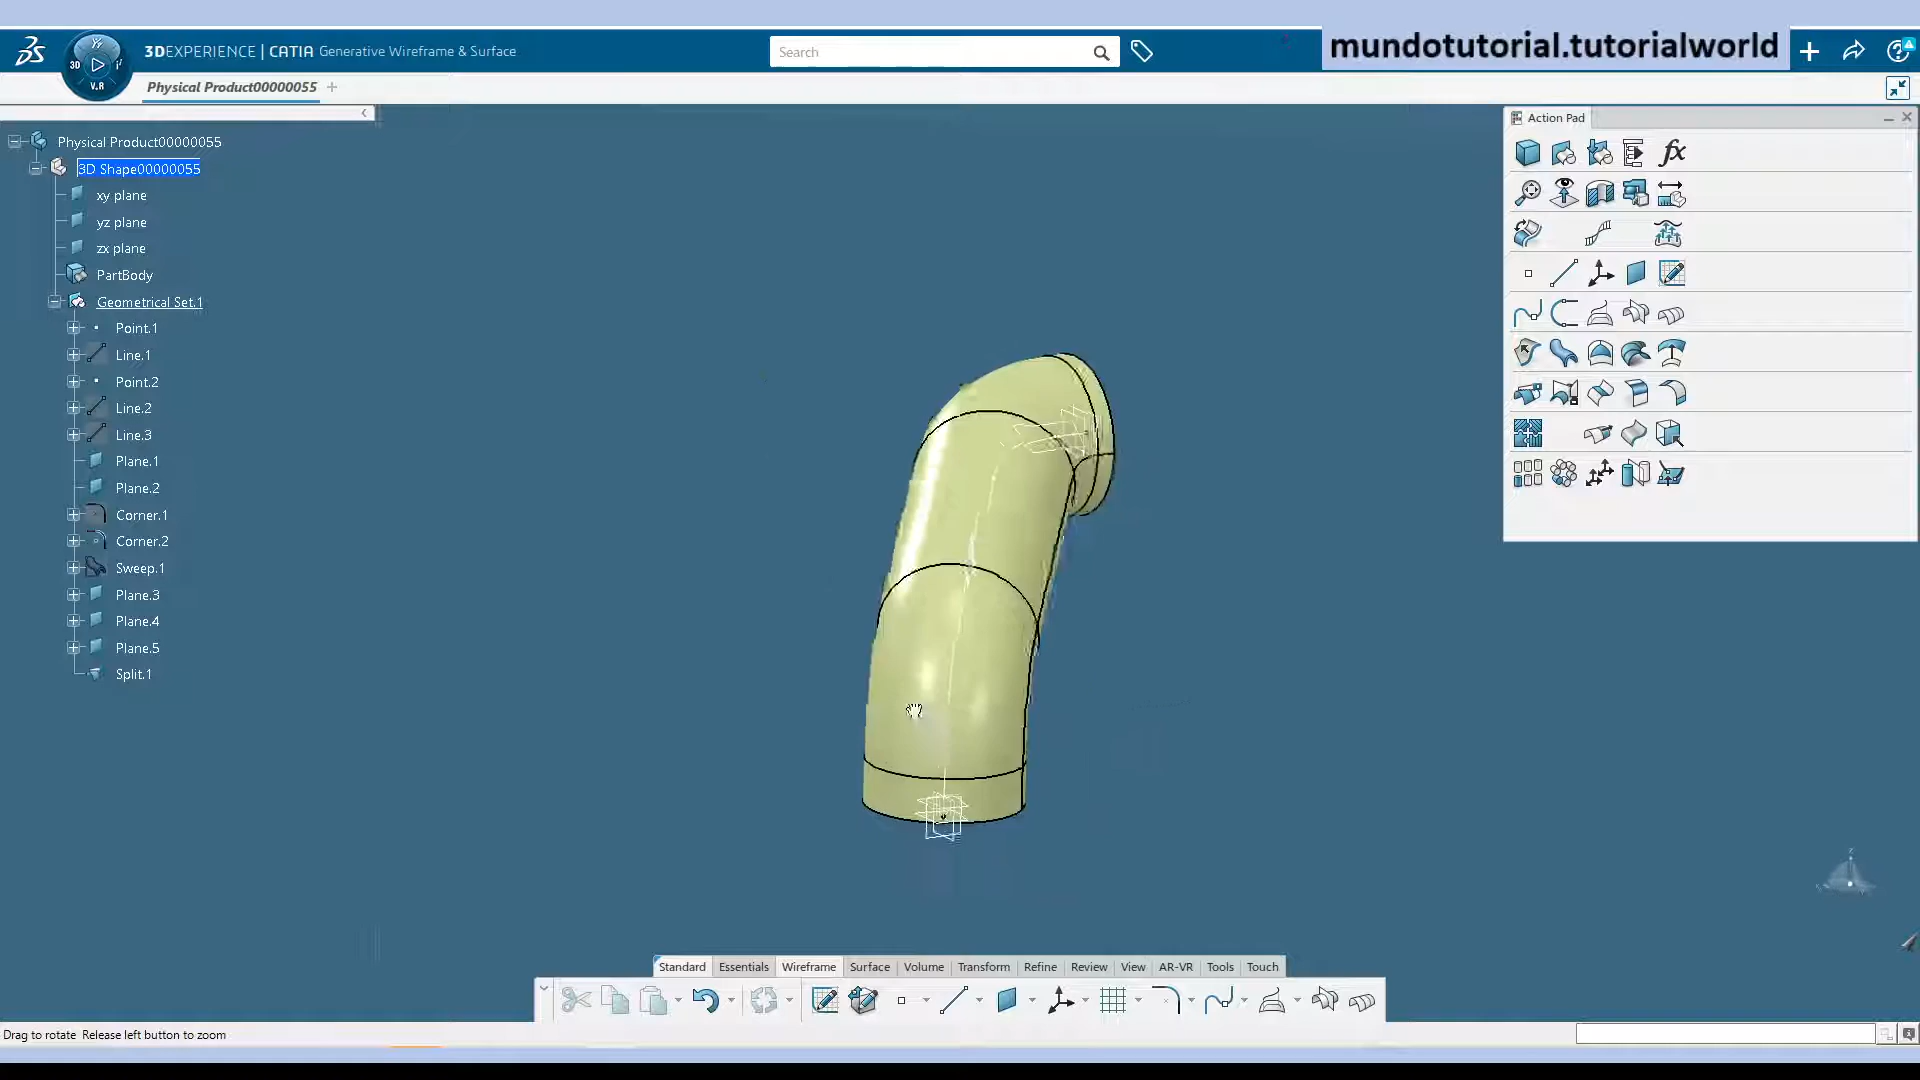 3DEXPERIENCE | CATIA Generative Wireframe & Surface
Search
mundotutorial.tutorialworld
3D
V.R
Physical Product00000055
Action Pad
Physical Product00000055
3D Shape00000055
xy plane
yz plane
zx plane
PartBody
Geometrical Set.1
Point.1
Line.1
Point.2
Line.2
Line.3
Plane.1
Plane.2
Corner.1
Corner.2
Sweep.1
Plane.3
Plane.4
Plane.5
Split.1
fx
Standard Essentials Wireframe Surface Volume Transform Refine Review View AR-VR Tools Touch
Drag to rotate Release left button to zoom